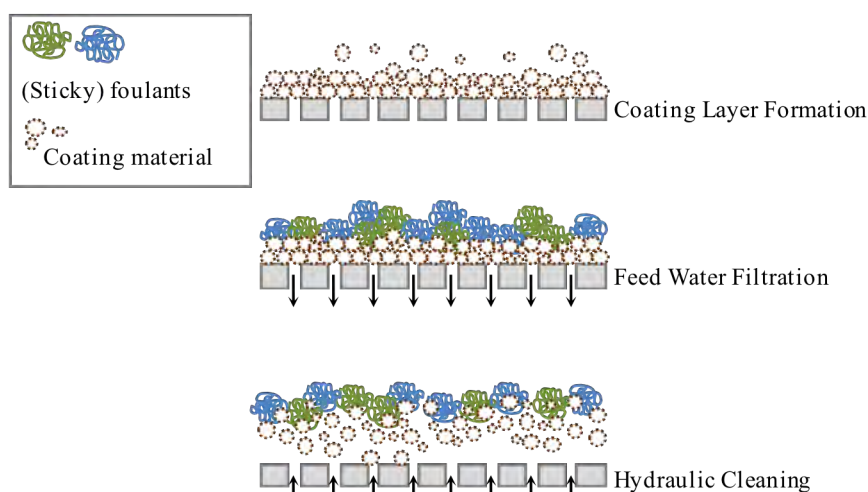 (Sticky) foulants
Coating material
Coating Layer Formation
Feed Water Filtration
Hydraulic Cleaning